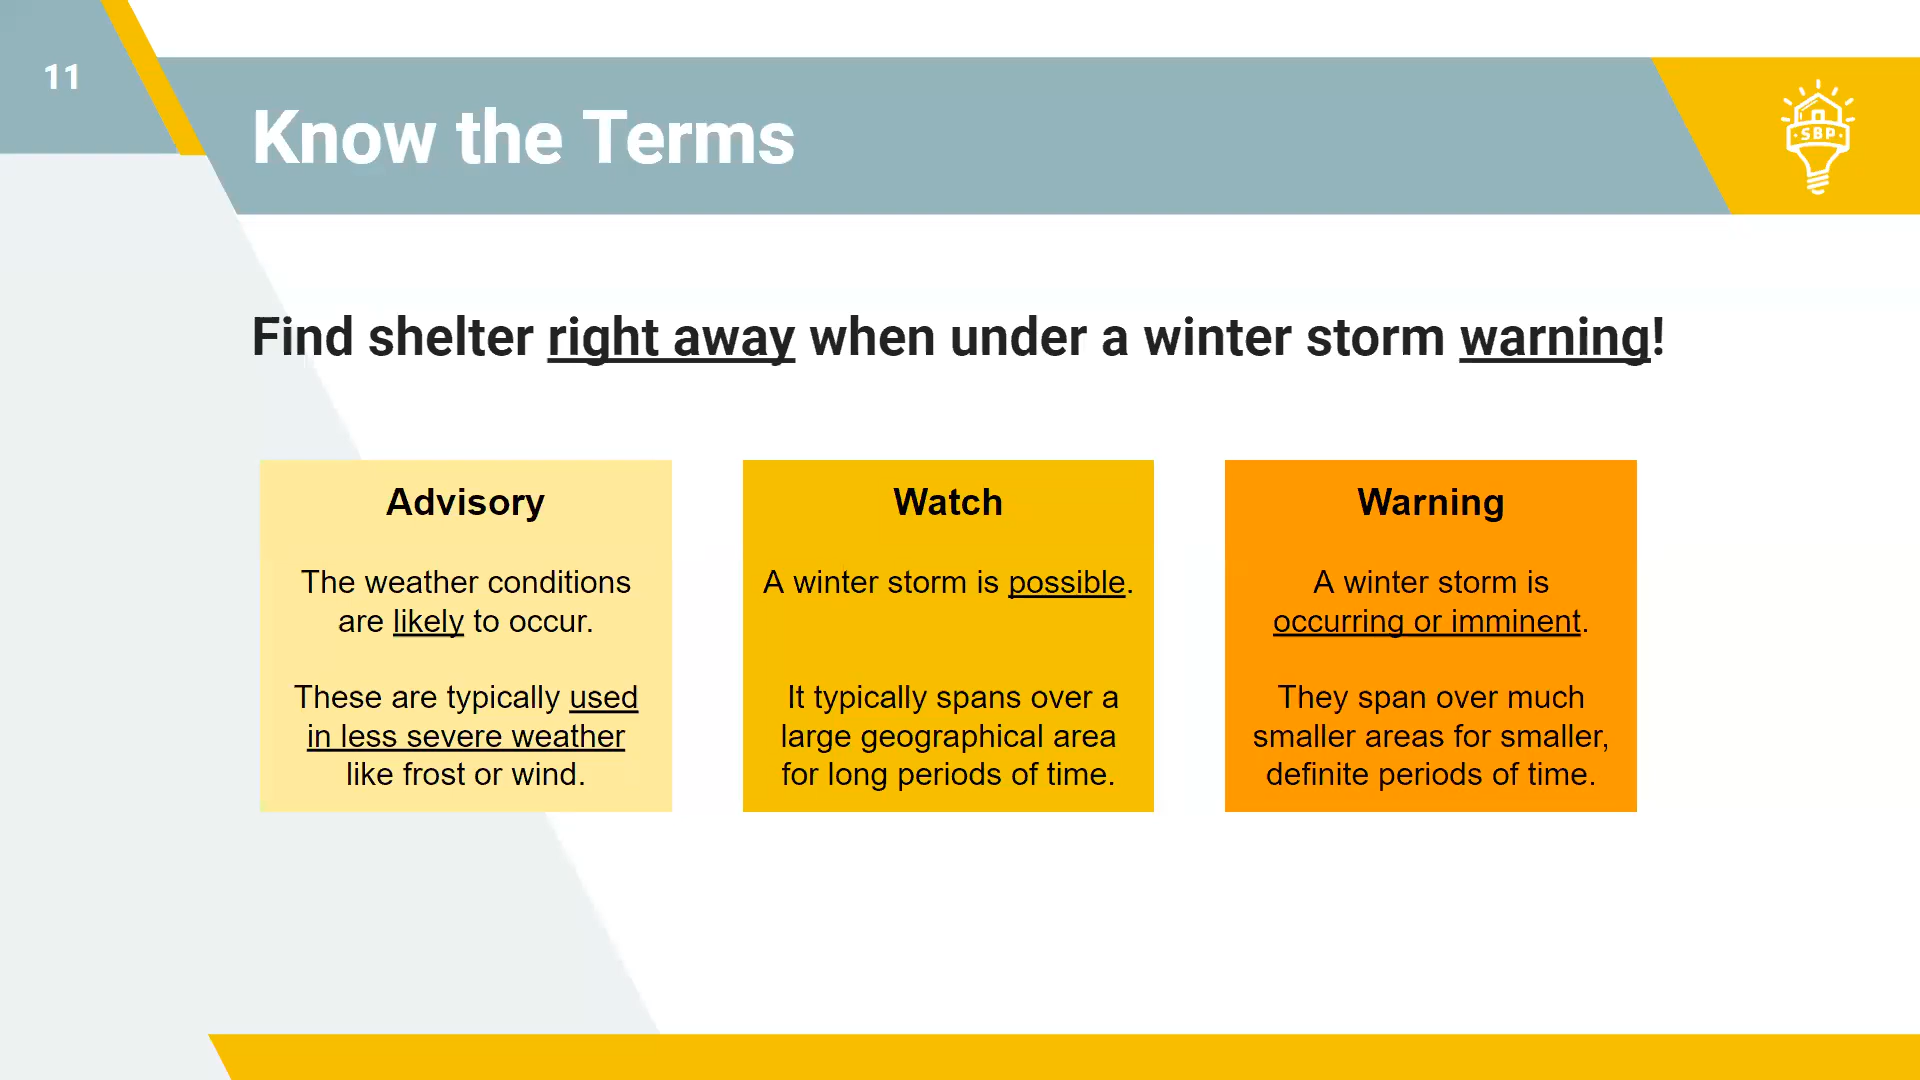 11
Know the Terms
SBP
Find shelter right away when under a winter storm warning!
Advisory
The weather conditions
are likely to occur.
These are typically used
in less severe weather
like frost or wind.
Watch
A winter storm is possible.
It typically spans over a
large geographical area
for long periods of time.
Warning
A winter storm is
occurring or imminent.
They span over much
smaller areas for smaller,
definite periods of time.